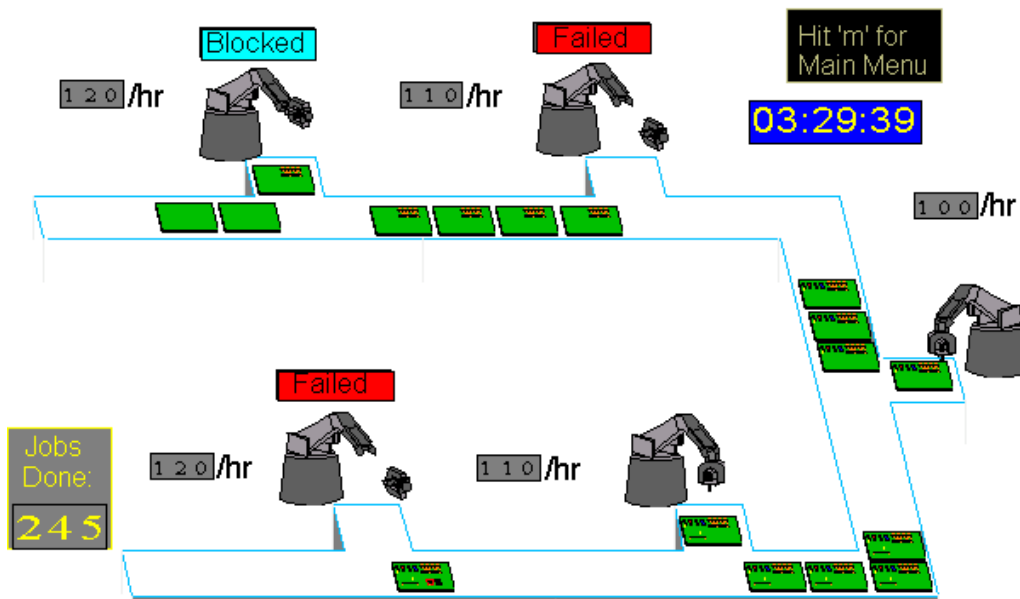 Blocked
Failed
Hit 'm' for
Main Menu
120/hr
110/hr
03:29:39
100/hr
Failed
Jobs
Done:
245
120/hr
110/hr